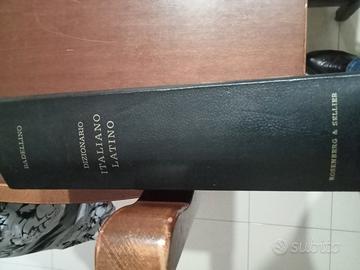 BADELLINO
DIZIONARIO
ITALIANO
LATINO
ROSENBERG & SELLIER
subito